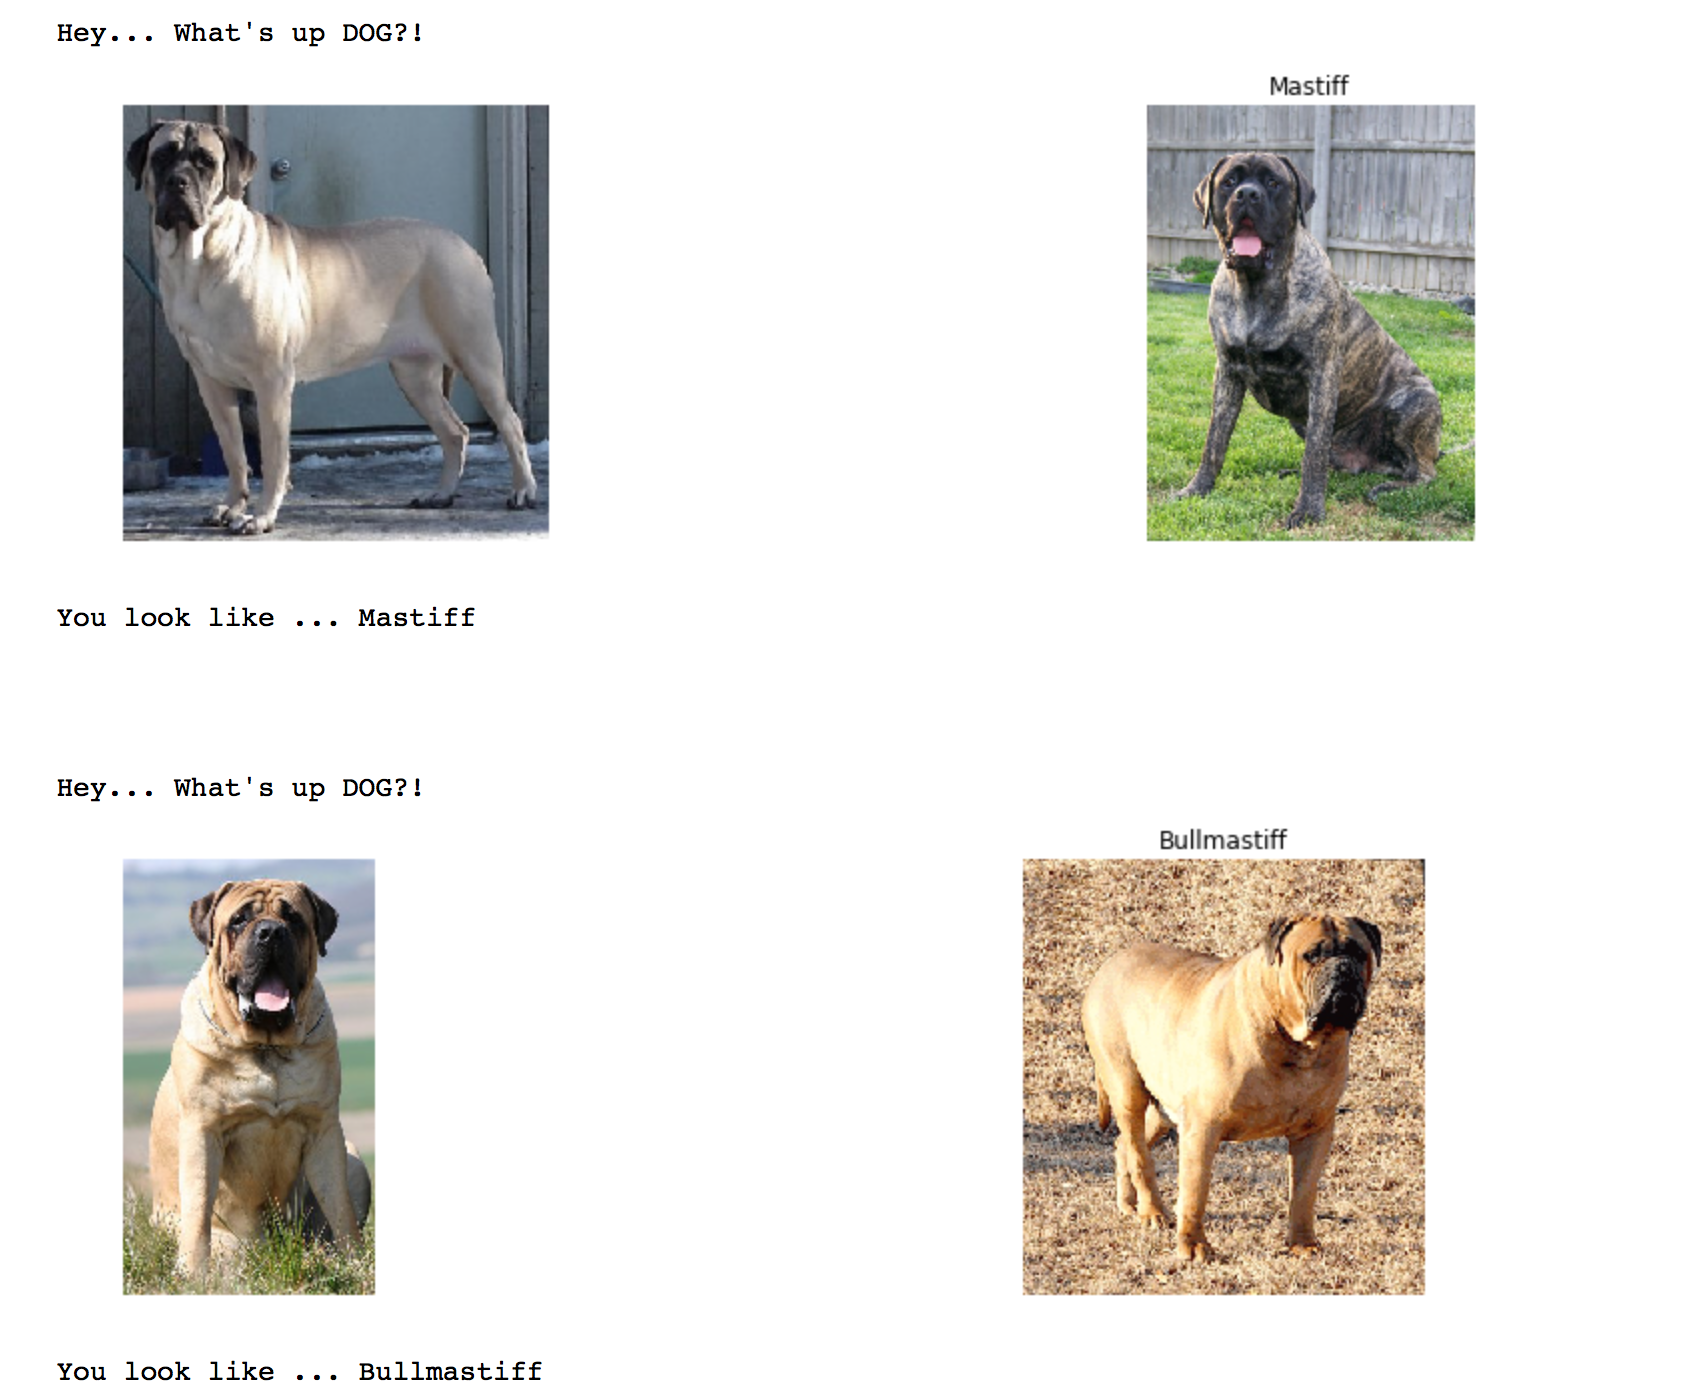 Hey... What's up DOG?!
Mastiff
You look like ... Mastiff
Hey... What's up DOG?!
Bullmastiff
You look like ... Bullmastiff